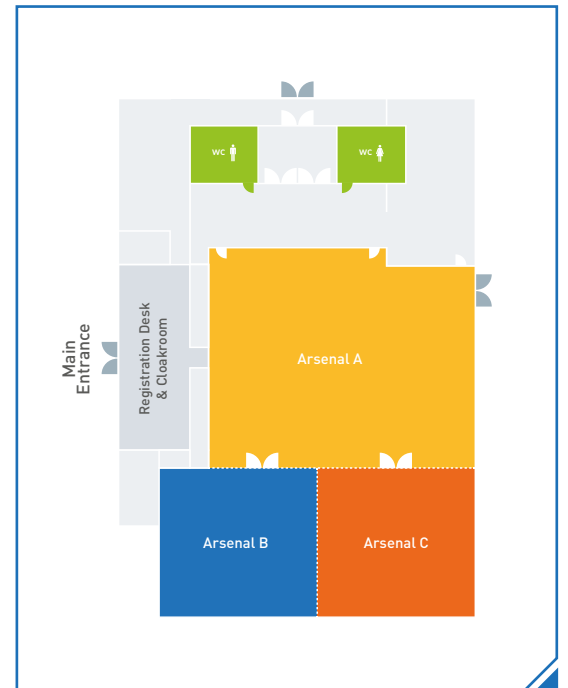 WC
WC
Main
Entrance
Registration Desk
& Cloakroom
Arsenal A
Arsenal B
Arsenal C